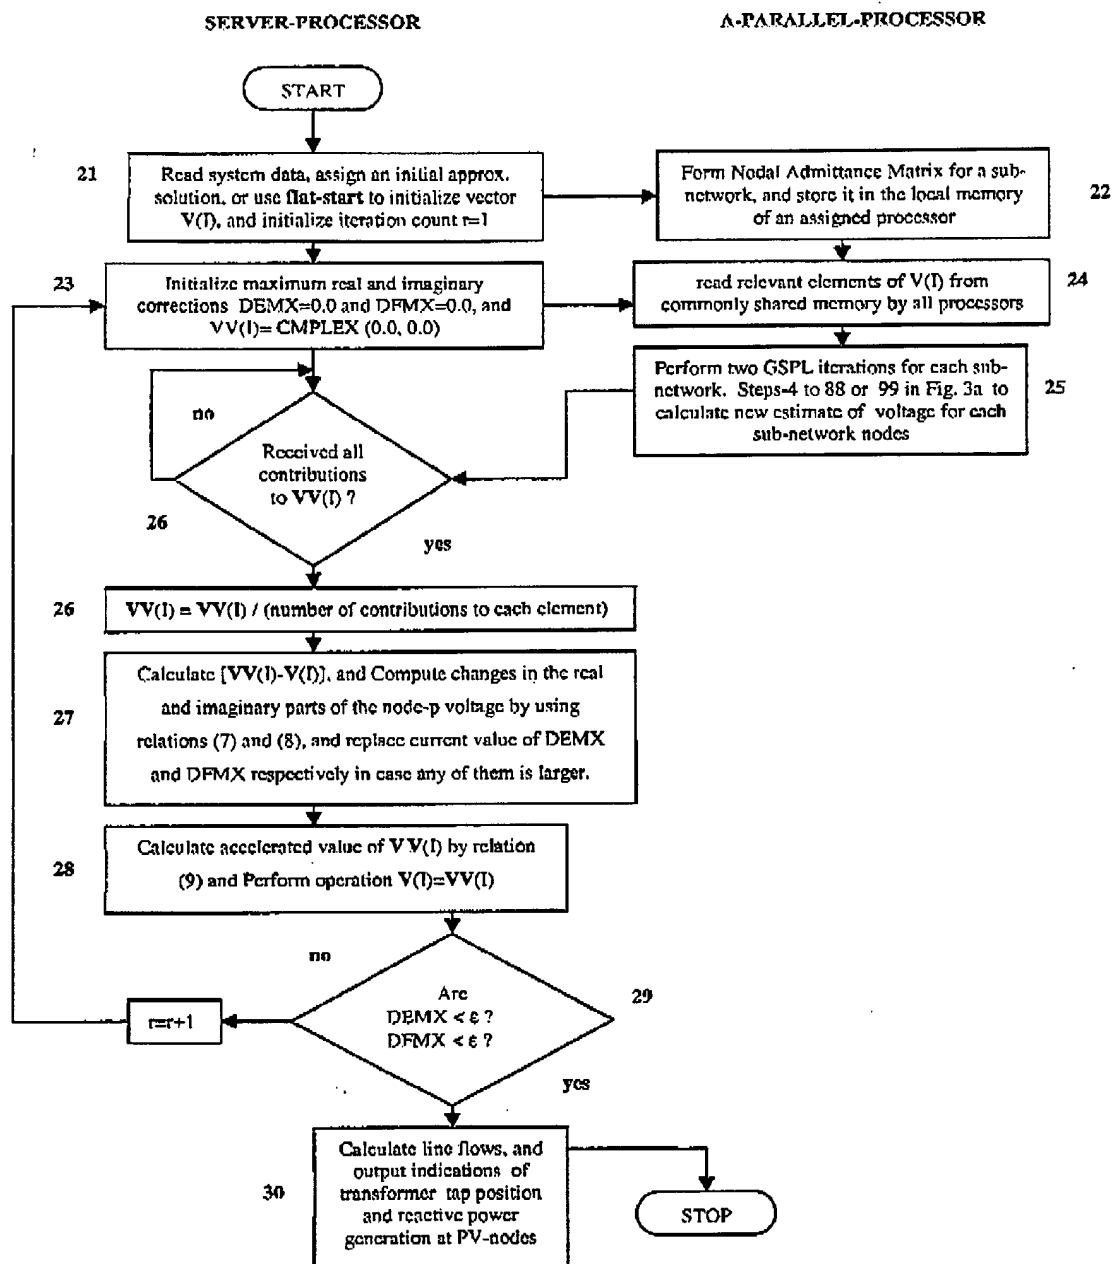 SERVER-PROCESSOR
A-PARALLEL-PROCESSOR
START
21
Read system data, assign an initial approx.
solution, or use flat-start to initialize vector
V(I), and initialize iteration count r=1
Form Nodal Admittance Matrix for a sub-
network, and store it in the local memory
of an assigned processor
22
23
Initialize maximum real and imaginary
corrections DEMX=0.0 and DFMX=0.0, and
VV(I)= CMPLEX (0.0, 0.0)
read relevant elements of V(I) from
commonly shared memory by all processors
24
Perform two GSPL iterations for each sub-
network. Steps-4 to 88 or 99 in Fig. 3a to
calculate new estimate of voltage for each
sub-network nodes
25
no
Received all
contributions
to VV(I) ?
26
yes
26
VV(I) = VV(I) / (number of contributions to each element)
27
Calculate [VV(I)-V(I)], and Compute changes in the real
and imaginary parts of the node-p voltage by using
relations (7) and (8), and replace current value of DEMX
and DFMX respectively in case any of them is larger.
28
Calculate accelerated value of VV(I) by relation
(9) and Perform operation V(I)=VV(I)
no
Are
DEMX < ε ?
DFMX < ε ?
29
r=r+1
yes
30
Calculate line flows, and
output indications of
transformer tap position
and reactive power
generation at PV-nodes
STOP